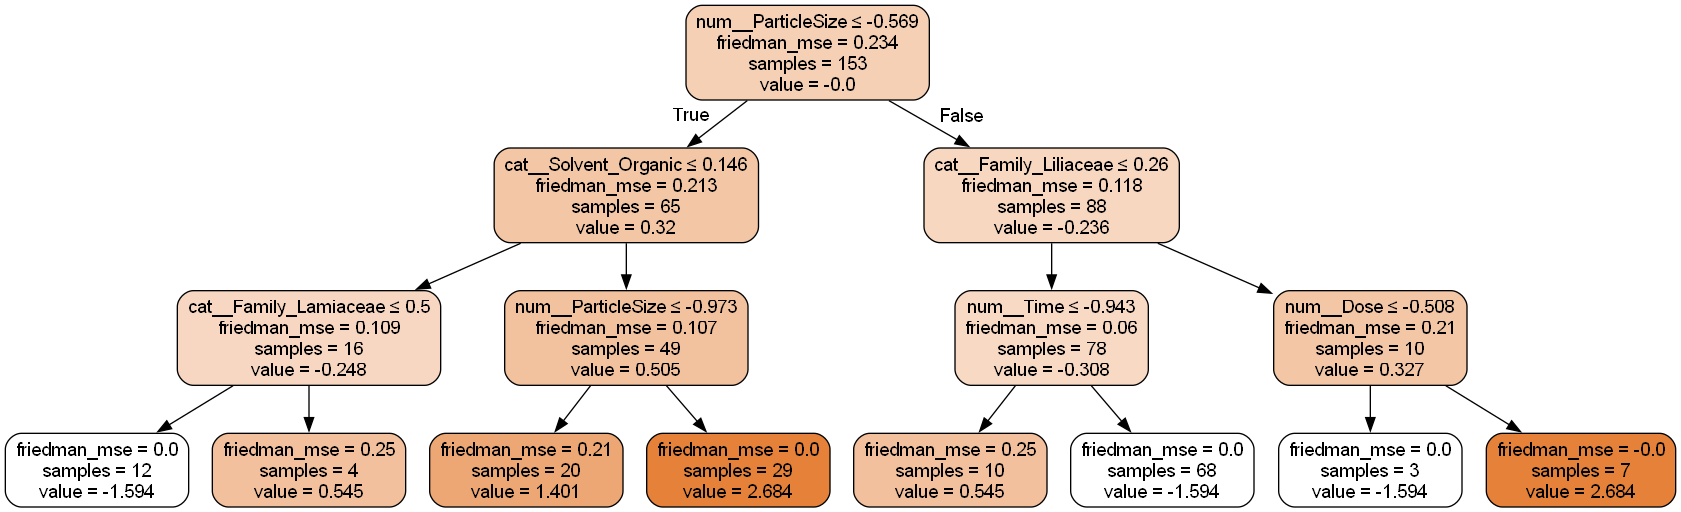 num__ParticleSize ≤ -0.569
friedman_mse = 0.234
samples = 153
value = -0.0
True
False
cat__Solvent_Organic ≤ 0.146
friedman_mse = 0.213
samples = 65
value = 0.32
cat__Family_Liliaceae ≤ 0.26
friedman_mse = 0.118
samples = 88
value = -0.236
cat__Family_Lamiaceae ≤ 0.5
friedman_mse = 0.109
samples = 16
value = -0.248
num__ParticleSize ≤ -0.973
friedman_mse = 0.107
samples = 49
value = 0.505
num__Time ≤ -0.943
friedman_mse = 0.06
samples = 78
value = -0.308
num__Dose ≤ -0.508
friedman_mse = 0.21
samples = 10
value = 0.327
friedman_mse = 0.0
samples = 12
value = -1.594
friedman_mse = 0.25
samples = 4
value = 0.545
friedman_mse = 0.21
samples = 20
value = 1.401
friedman_mse = 0.0
samples = 29
value = 2.684
friedman_mse = 0.25
samples = 10
value = 0.545
friedman_mse = 0.0
samples = 68
value = -1.594
friedman_mse = 0.0
samples = 3
value = -1.594
friedman_mse = -0.0
samples = 7
value = 2.684